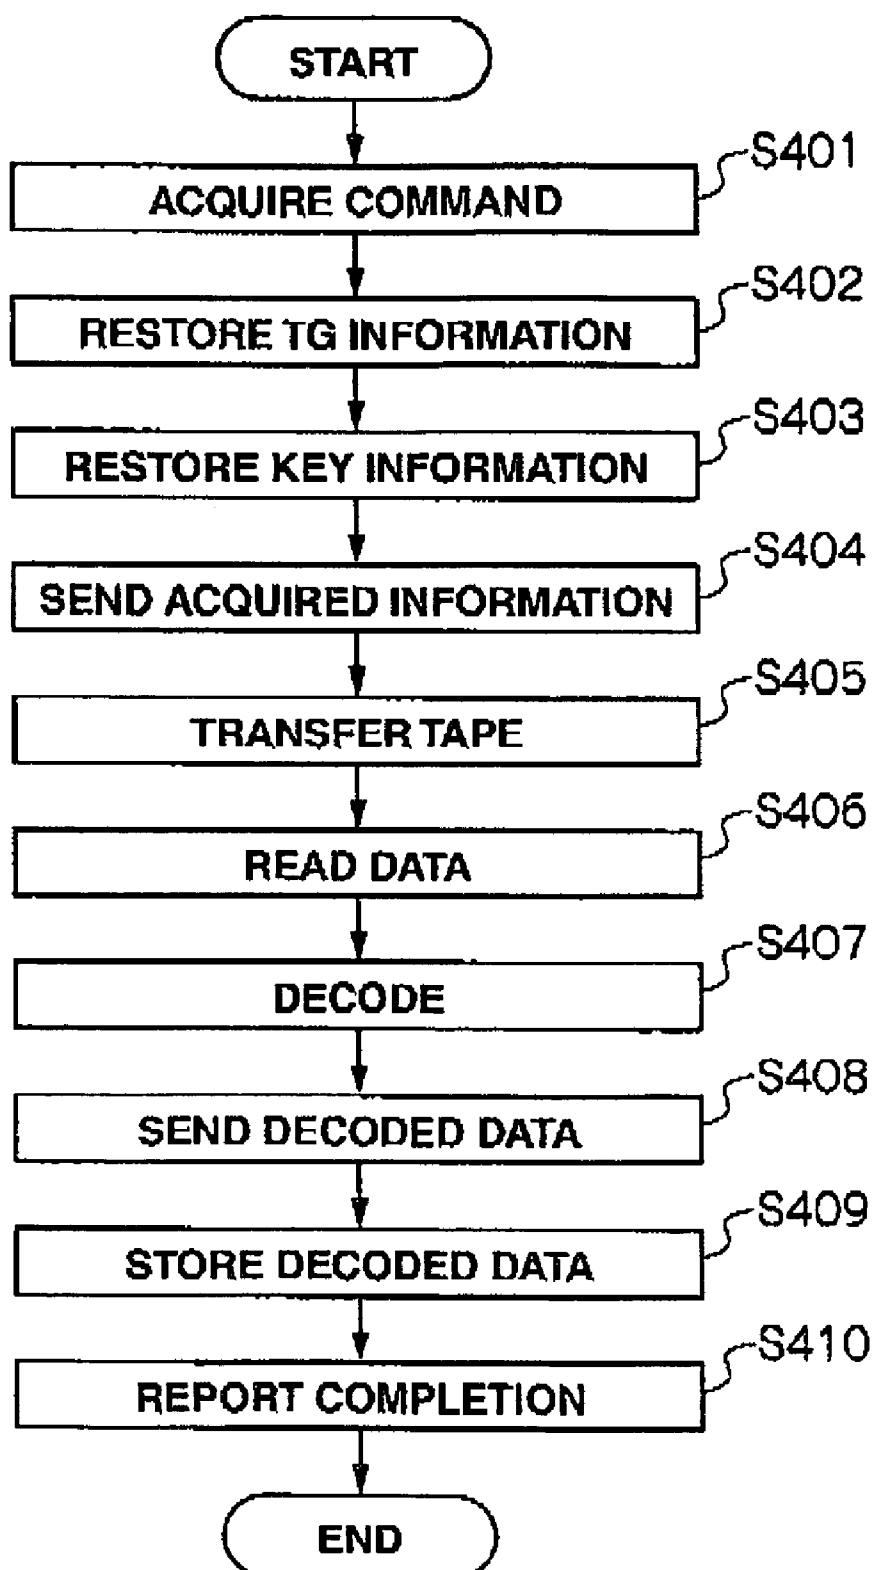 START
S401
ACQUIRE COMMAND
S402
RESTORE TG INFORMATION
S403
RESTORE KEY INFORMATION
S404
SEND ACQUIRED INFORMATION
S405
TRANSFER TAPE
S406
READ DATA
S407
DECODE
S408
SEND DECODED DATA
S409
STORE DECODED DATA
S410
REPORT COMPLETION
END